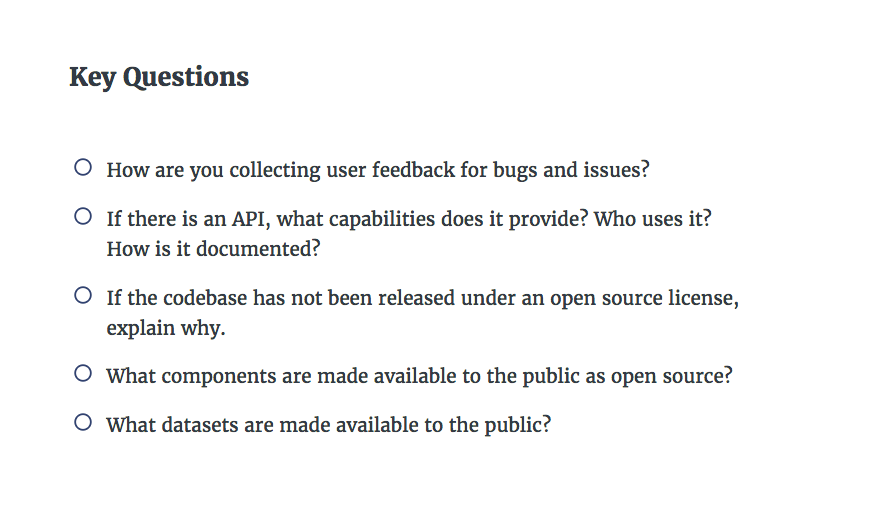 Key Questions
How are you collecting user feedback for bugs and issues?
If there is an API, what capabilities does it provide? Who uses it?
How is it documented?
If the codebase has not been released under an open source license,
explain why.
What components are made available to the public as open source?
What datasets are made available to the public?